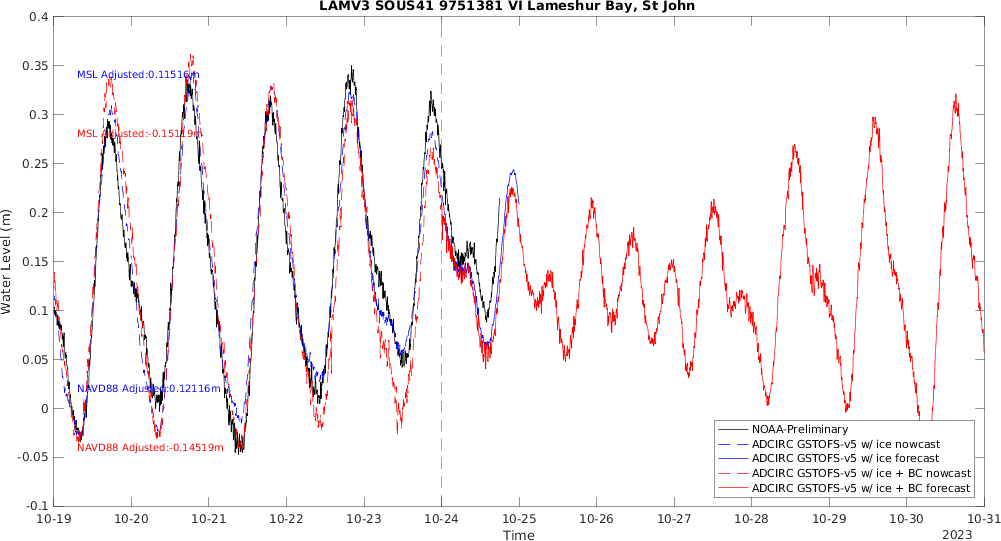 LAMV3 SOUS41 9751381 VI Lameshur Bay, St John
0.4
0.35
0.3
0.25
0.2
0.15
0.1
0.05
0
-0.05
-0.1
Water Level (m)
MSL Adjusted:0.11516m
MSL Adjusted:-0.15119m
NAVD88 Adjusted:0.12116m
NAVD88 Adjusted:-0.14519m
NOAA-Preliminary
ADCIRC GSTOFS-v5 w/ ice nowcast
ADCIRC GSTOFS-v5 w/ ice forecast
ADCIRC GSTOFS-v5 w/ ice + BC nowcast
ADCIRC GSTOFS-v5 w/ ice + BC forecast
10-19 10-20 10-21 10-22 10-23 10-24 10-25 10-26 10-27 10-28 10-29 10-30 10-31
Time
2023